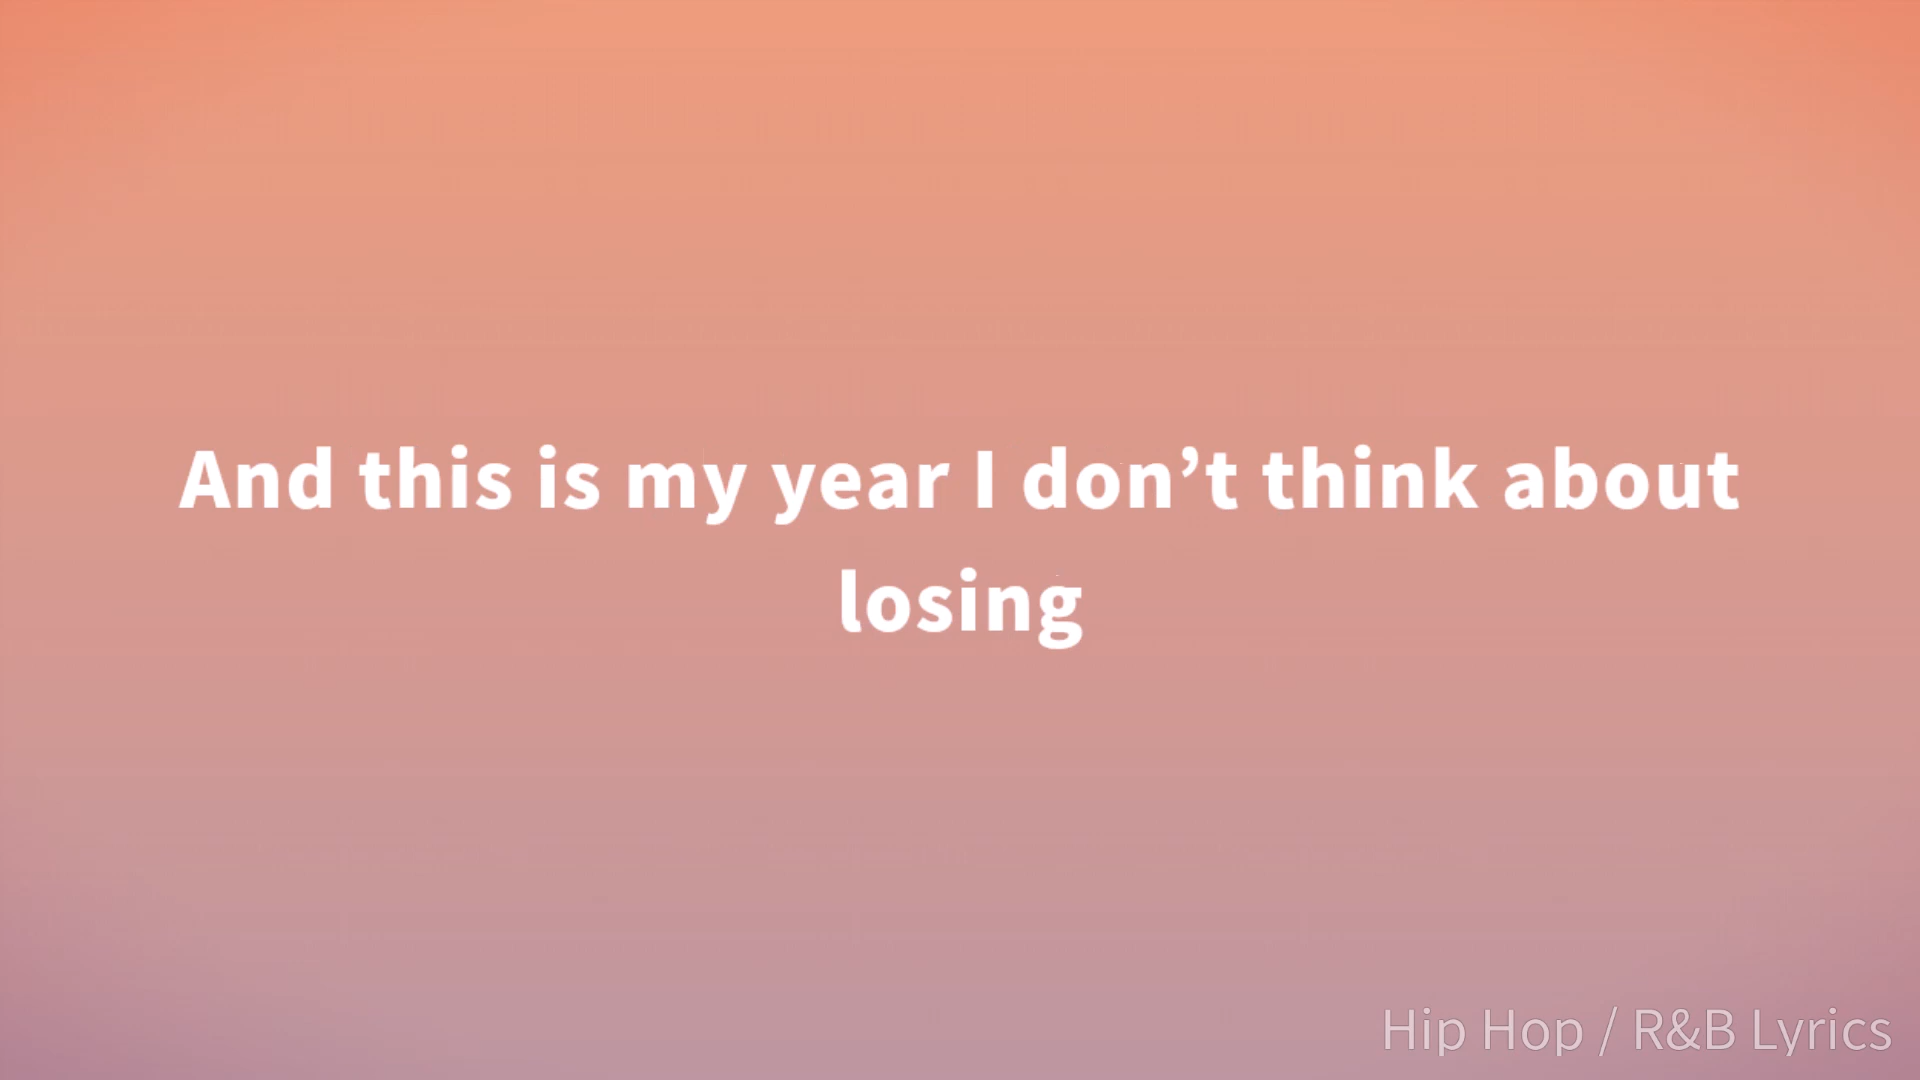 And this is my year I don’t think about
losing
Hip Hop / R&B Lyrics